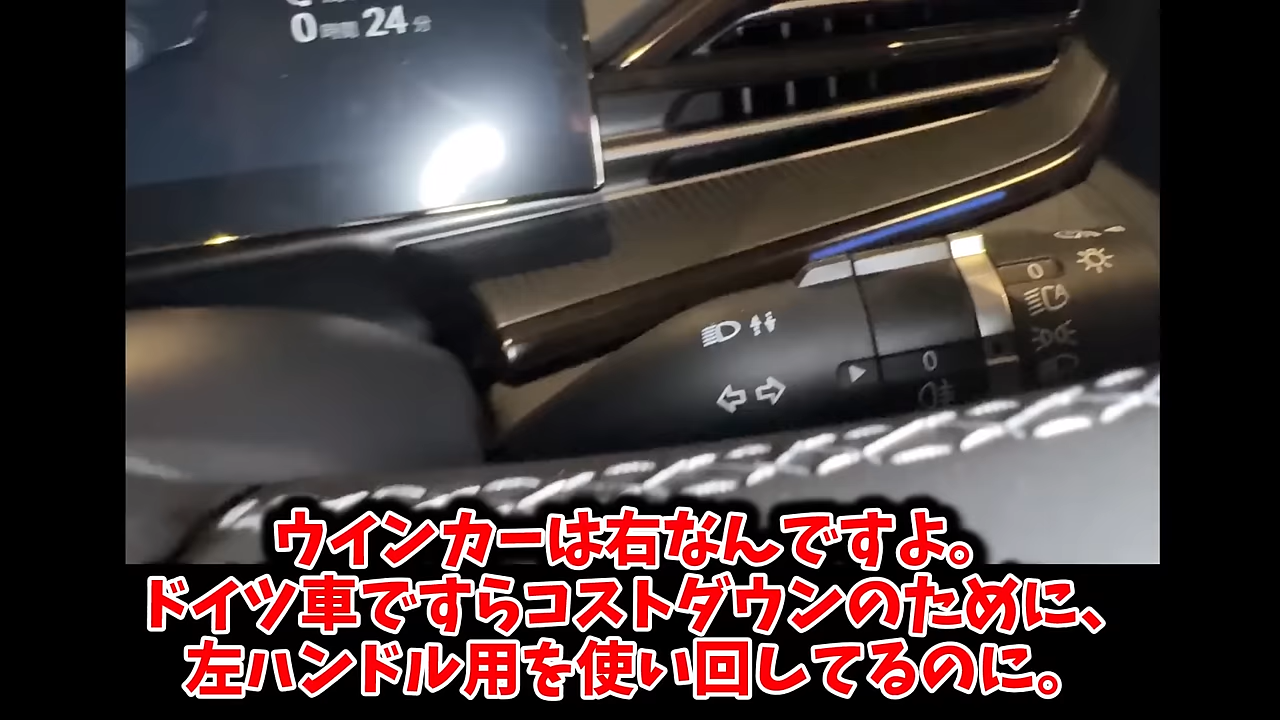 0時間24分
0
0
ウインカーは右なんですよ。
ドイツ車ですらコストダウンのために、
左ハンドル用を使い回してるのに。